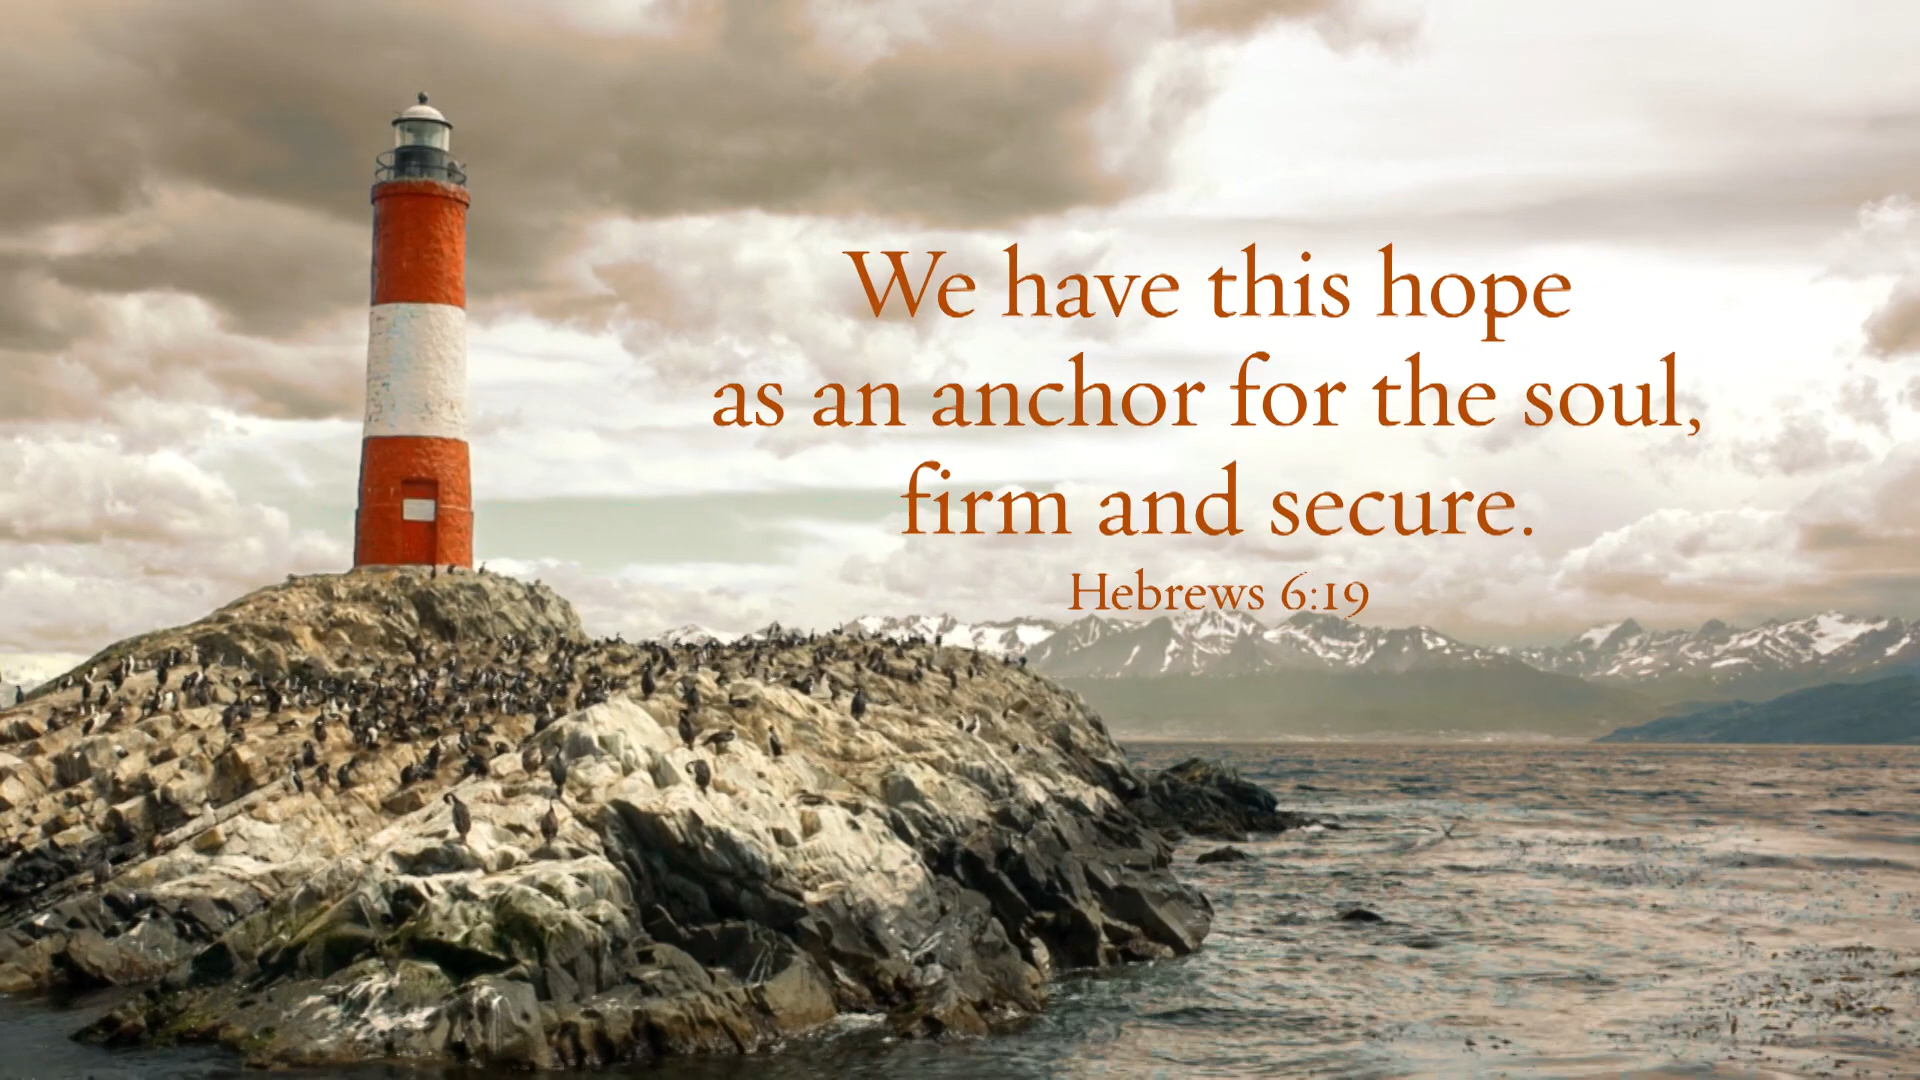 We have this hope
as an anchor for the soul,
firm and secure.
Hebrews 6:19